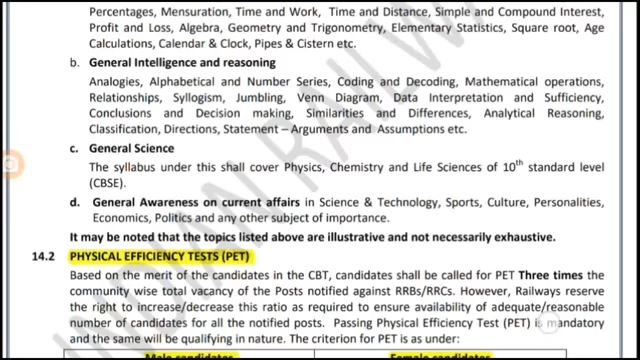 Percentages, Mensuration, Time and Work, Time and Distance, Simple and Compound Interest,
Profit and Loss, Algebra, Geometry and Trigonometry, Elementary Statistics, Square root, Age
Calculations, Calendar & Clock, Pipes & Cistern etc.
b. General Intelligence and reasoning
Analogies, Alphabetical and Number Series, Coding and Decoding, Mathematical operations,
Relationships, Syllogism, Jumbling, Venn Diagram, Data Interpretation and Sufficiency,
Conclusions and Decision making, Similarities and Differences, Analytical Reasoning,
Classification, Directions, Statement – Arguments and Assumptions etc.
c. General Science
The syllabus under this shall cover Physics, Chemistry and Life Sciences of 10th standard level
(CBSE).
d. General Awareness on current affairs in Science & Technology, Sports, Culture, Personalities,
Economics, Politics and any other subject of importance.
It may be noted that the topics listed above are illustrative and not necessarily exhaustive.
14.2 PHYSICAL EFFICIENCY TESTS (PET)
Based on the merit of the candidates in the CBT, candidates shall be called for PET Three times the
community wise total vacancy of the Posts notified against RRBs/RRCs. However, Railways reserve
the right to increase/decrease this ratio as required to ensure availability of adequate/reasonable
number of candidates for all the notified posts. Passing Physical Efficiency Test (PET) is mandatory
and the same will be qualifying in nature. The criterion for PET is as under:
Male candidates Female candidates
INDIAN RAILWAY